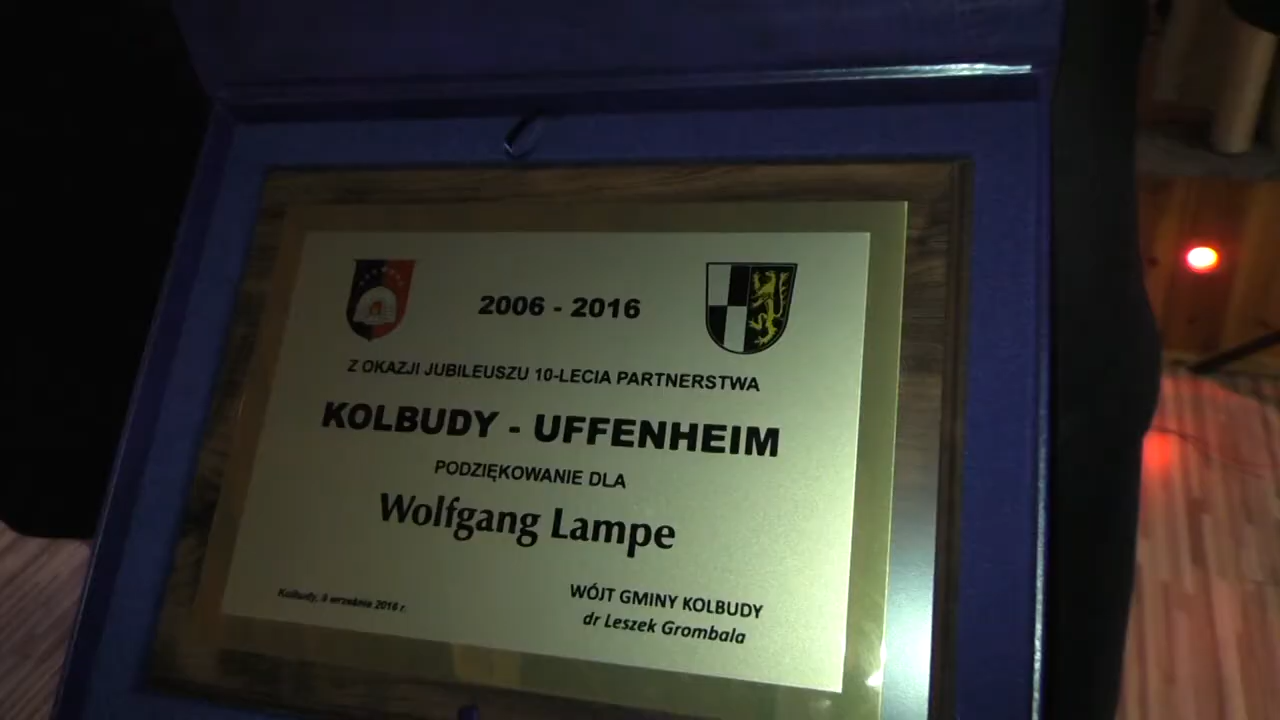 2006 - 2016
Z OKAZJI JUBILEUSZU 10-LECIA PARTNERSTWA
KOLBUDY - UFFENHEIM
PODZIĘKOWANIE DLA
Wolfgang Lampe
Kolbudy, 8 września 2016 r.
WÓJT GMINY KOLBUDY
dr Leszek Grombala